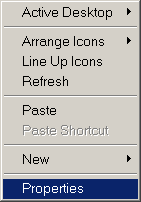 Active Desktop
Arrange Icons
Line Up Icons
Refresh
Paste
Paste Shortcut
New
Properties